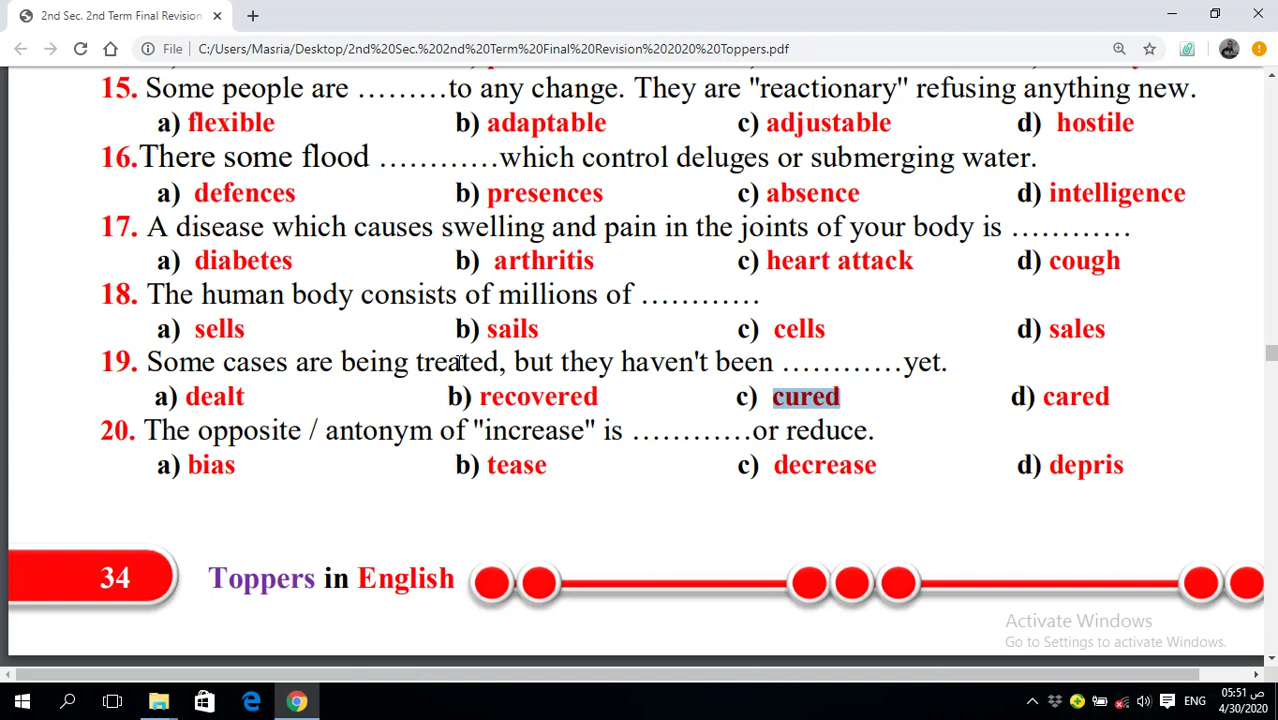 2nd Sec. 2nd Term Final Revision
File C:/Users/Masria/Desktop/2nd%20Sec.%202nd%20Term%20Final%20Revision%202020%20Toppers.pdf
15. Some people are ………to any change. They are "reactionary" refusing anything new.
a) flexible b) adaptable c) adjustable d) hostile
16.There some flood …………which control deluges or submerging water.
a) defences b) presences c) absence d) intelligence
17. A disease which causes swelling and pain in the joints of your body is …………
a) diabetes b) arthritis c) heart attack d) cough
18. The human body consists of millions of …………
a) sells b) sails c) cells d) sales
19. Some cases are being treated, but they haven't been …………yet.
a) dealt b) recovered c) cured d) cared
20. The opposite / antonym of "increase" is …………or reduce.
a) bias b) tease c) decrease d) depris
34 Toppers in English
Activate Windows
Go to Settings to activate Windows.
ENG
05:51 ص
4/30/2020